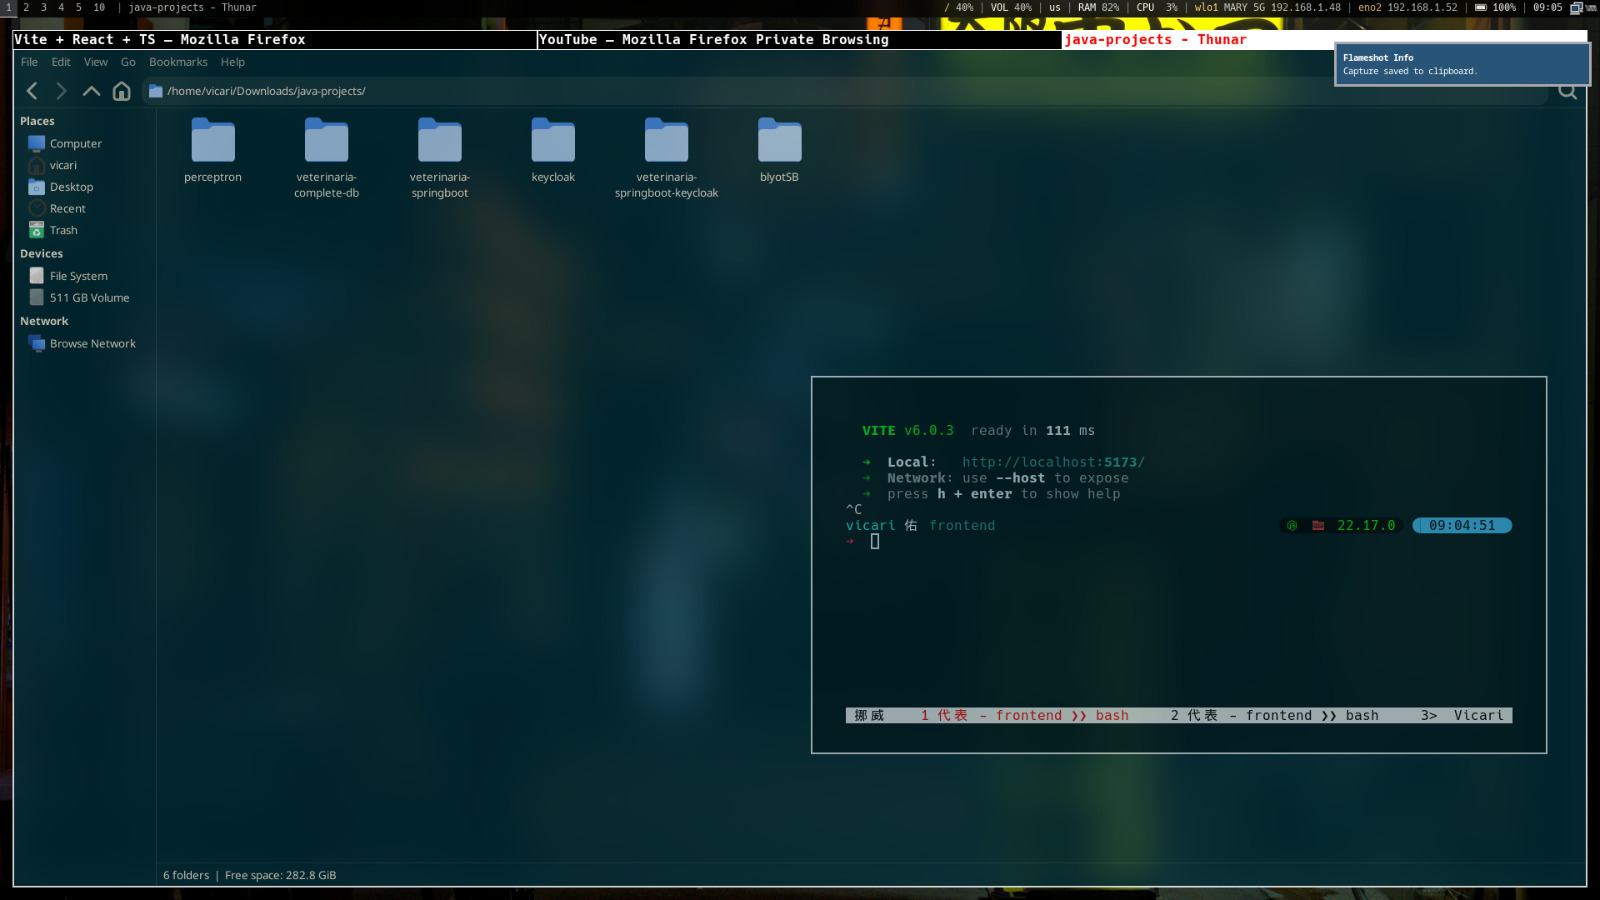 1 2 3 4 5 10 | java-projects - Thunar
/ 40% | VOL 40% | us | RAM 82% | CPU 3% | wlo1 MARY 5G 192.168.1.48 | eno2 192.168.1.52 | 100% | 09:05
Vite + React + TS — Mozilla Firefox
YouTube — Mozilla Firefox Private Browsing
java-projects - Thunar
Flameshot Info
Capture saved to clipboard.
File Edit View Go Bookmarks Help
/home/vicari/Downloads/java-projects/
Places
Computer
vicari
Desktop
Recent
Trash
Devices
File System
511 GB Volume
Network
Browse Network
perceptron
veterinaria-
complete-db
veterinaria-
springboot
keycloak
veterinaria-
springboot-keycloak
blyotSB
VITE v6.0.3 ready in 111 ms
➜ Local: http://localhost:5173/
➜ Network: use --host to expose
➜ press h + enter to show help
^C
vicari 佑 frontend 22.17.0 09:04:51
➜
挪威 1 代表 - frontend ❯❯ bash 2 代表 - frontend ❯❯ bash 3> Vicari
6 folders | Free space: 282.8 GiB